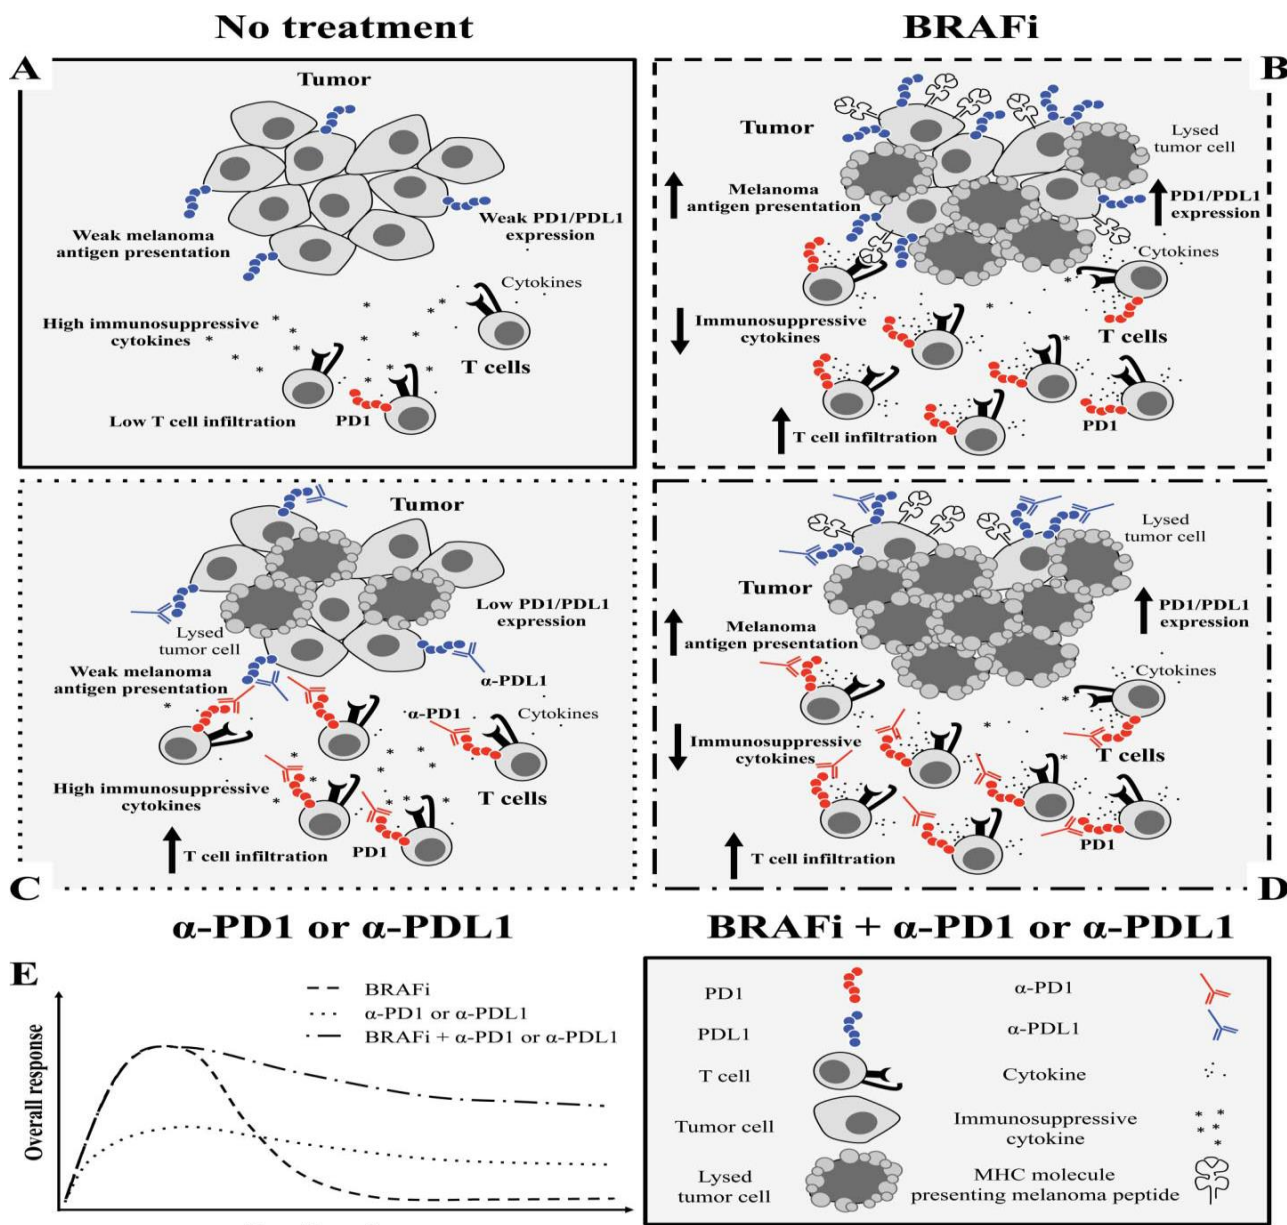 No treatment
BRAFi
A
Tumor
Weak PD1/PDL1
expression
Weak melanoma
antigen presentation
Cytokines
High immunosuppressive
cytokines
T cells
Low T cell infiltration
PD1
B
Tumor
Lysed
tumor cell
Melanoma
antigen presentation
PD1/PDL1
expression
Cytokines
Immunosuppressive
cytokines
T cells
T cell infiltration
PD1
C
Tumor
Low PD1/PDL1
expression
Lysed
tumor cell
Weak melanoma
antigen presentation
α-PDL1
α-PD1
Cytokines
High immunosuppressive
cytokines
T cells
T cell infiltration
PD1
D
Lysed
tumor cell
Tumor
Melanoma
antigen presentation
PD1/PDL1
expression
Cytokines
Immunosuppressive
cytokines
T cells
T cell infiltration
PD1
α-PD1 or α-PDL1
BRAFi + α-PD1 or α-PDL1
E
Overall response
BRAFi
α-PD1 or α-PDL1
BRAFi + α-PD1 or α-PDL1
PD1
α-PD1
PDL1
α-PDL1
T cell
Cytokine
Tumor cell
Immunosuppressive
cytokine
Lysed
tumor cell
MHC molecule
presenting melanoma peptide